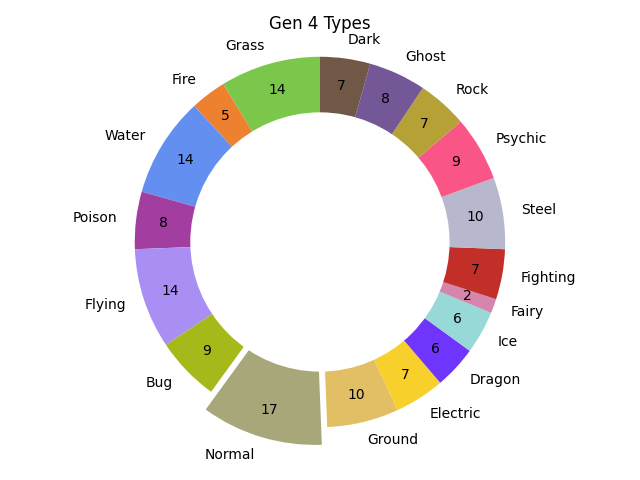 Gen 4 Types
Grass
14
Fire
5
Water
14
Poison
8
Flying
14
Bug
9
Normal
17
Ground
10
Electric
7
Dragon
6
Ice
6
Fairy
2
Fighting
7
Steel
10
Psychic
9
Rock
7
Ghost
8
Dark
7